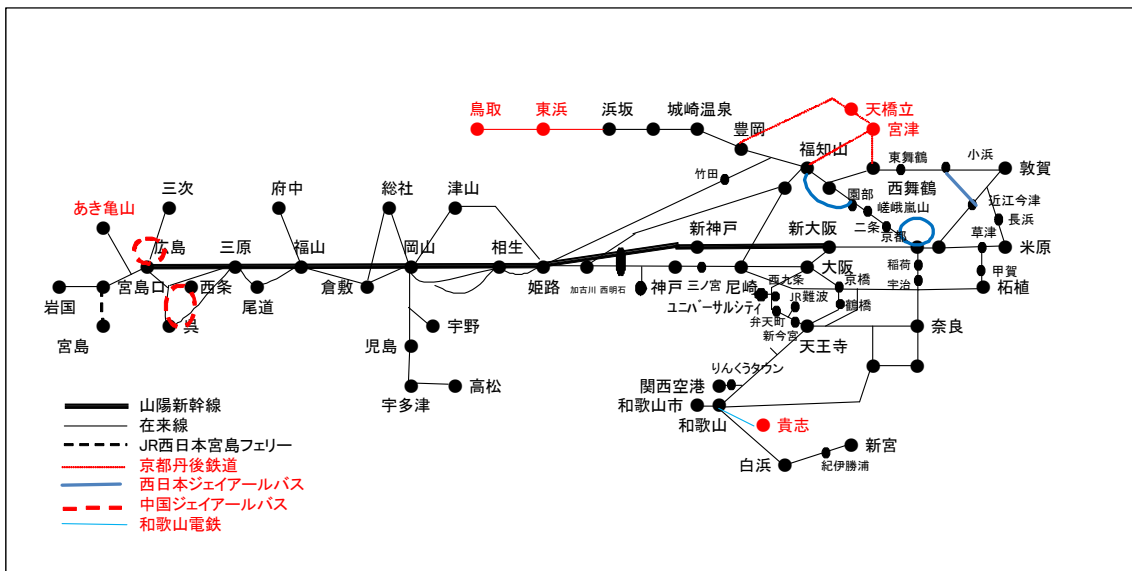 鳥取
東浜
浜坂
城崎温泉
豊岡
天橋立
宮津
福知山
東舞鶴
小浜
敦賀
竹田
西舞鶴
園部
嵯峨嵐山
近江今津
長浜
二条
京都
草津
米原
三次
府中
総社
津山
あき亀山
広島
三原
福山
岡山
相生
新神戸
新大阪
稲荷
甲賀
宇治
柘植
岩国
宮島口
西条
尾道
倉敷
姫路
加古川
西明石
神戸
三ノ宮
尼崎
大阪
西九条
京橋
ユニバーサルシティ
JR難波
鶴橋
弁天町
新今宮
天王寺
奈良
宮島
呉
児島
宇野
宇多津
高松
りんくうタウン
関西空港
和歌山市
和歌山
貴志
白浜
紀伊勝浦
新宮
山陽新幹線
在来線
JR西日本宮島フェリー
京都丹後鉄道
西日本ジェイアールバス
中国ジェイアールバス
和歌山電鉄